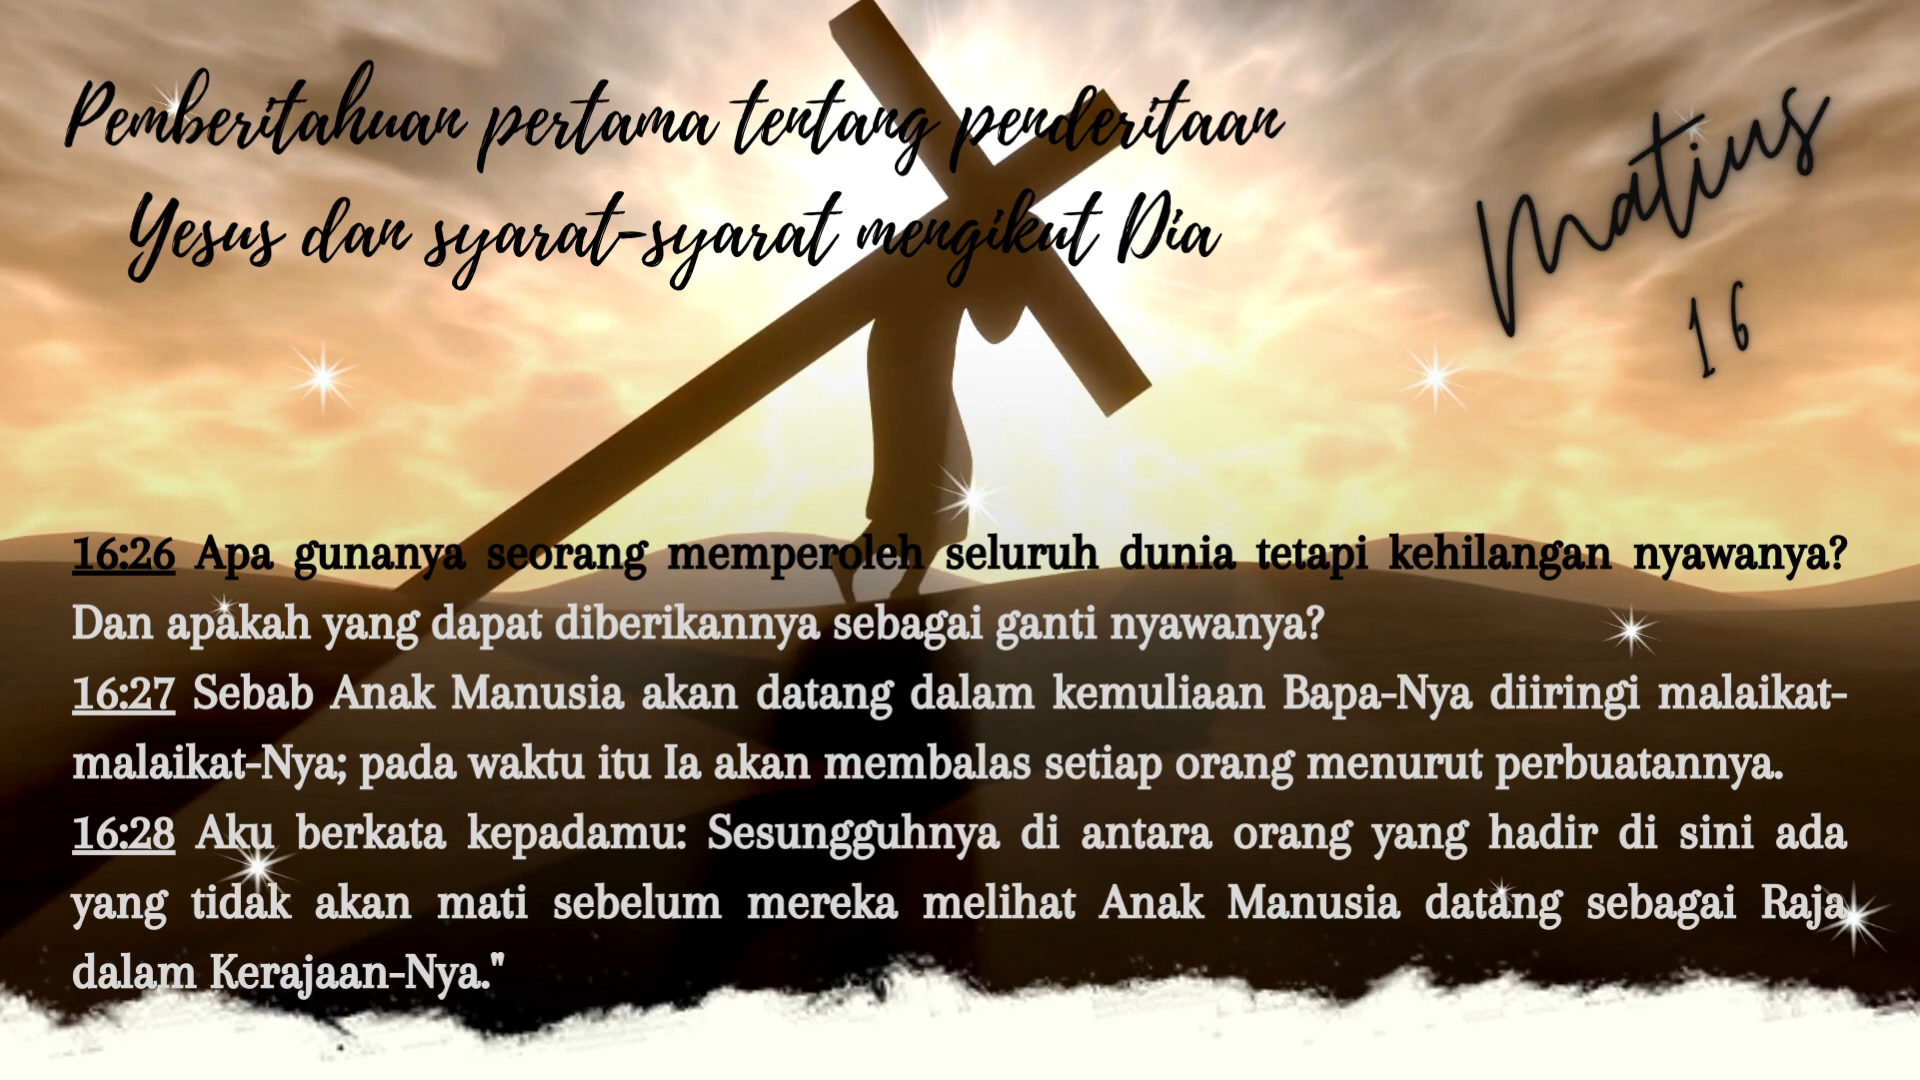 Pemberitahuan pertama tentang penderitaan
Yesus dan syarat-syarat mengikut Dia
Matius
16
16:26 Apa gunanya seorang memperoleh seluruh dunia tetapi kehilangan nyawanya?
Dan apakah yang dapat diberikannya sebagai ganti nyawanya?
16:27 Sebab Anak Manusia akan datang dalam kemuliaan Bapa-Nya diiringi malaikat-
malaikat-Nya; pada waktu itu Ia akan membalas setiap orang menurut perbuatannya.
16:28 Aku berkata kepadamu: Sesungguhnya di antara orang yang hadir di sini ada
yang tidak akan mati sebelum mereka melihat Anak Manusia datang sebagai Raja
dalam Kerajaan-Nya."